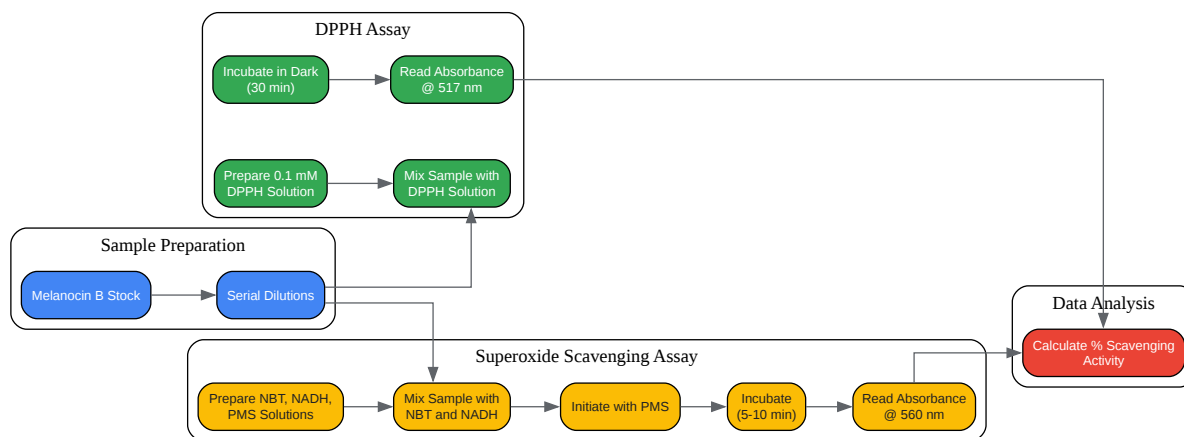 DPPH Assay
Incubate in Dark
(30 min)
Read Absorbance
@ 517 nm
Prepare 0.1 mM
DPPH Solution
Mix Sample with
DPPH Solution
Sample Preparation
Melanocin B Stock
Serial Dilutions
Data Analysis
Calculate % Scavenging
Activity
Superoxide Scavenging Assay
Prepare NBT, NADH,
PMS Solutions
Mix Sample with
NBT and NADH
Initiate with PMS
Incubate
(5-10 min)
Read Absorbance
@ 560 nm